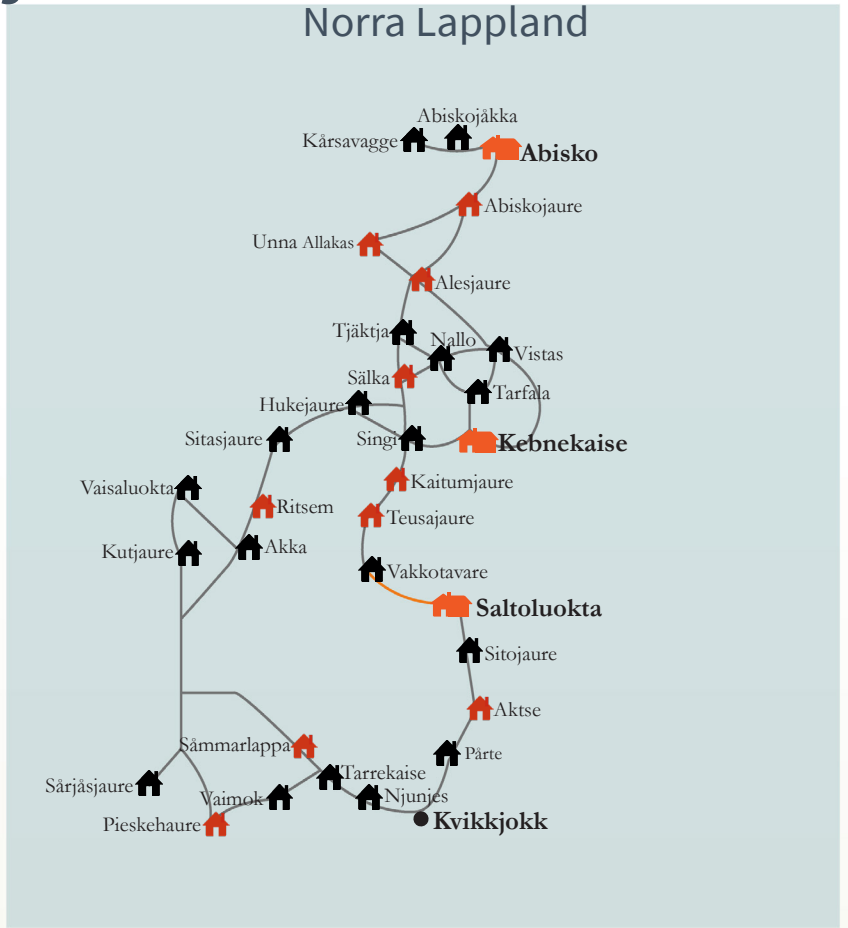 Norra Lappland
Abiskojåkka
Kårsavagge
Abisko
Abiskojaure
Unna Allakas
Alesjaure
Tjäktja
Nallo
Vistas
Sälka
Tarfala
Hukejaure
Sitasjaure
Singi
Kebnekaise
Kaitumjaure
Vaisaluokta
Ritsem
Teusajaure
Kutjaure
Akka
Vakkotavare
Saltoluokta
Sitojaure
Aktse
Såmmarlappa
Pårte
Tarrekaise
Sårjåsjaure
Vaimok
Njunjes
Pieskehaure
Kvikkjokk